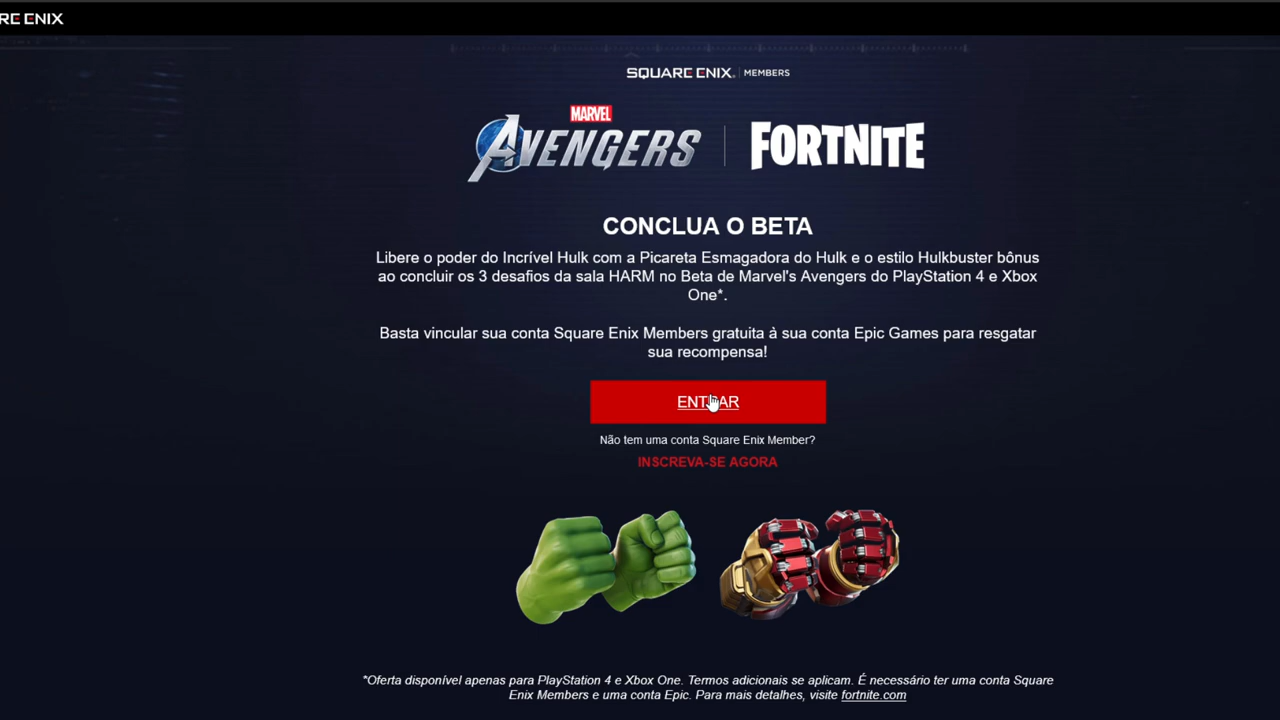 RE ENIX
SQUARE ENIX. | MEMBERS
MARVEL
AVENGERS
FORTNITE
CONCLUA O BETA
Libere o poder do Incrível Hulk com a Picareta Esmagadora do Hulk e o estilo Hulkbuster bônus
ao concluir os 3 desafios da sala HARM no Beta de Marvel's Avengers do PlayStation 4 e Xbox
One*.
Basta vincular sua conta Square Enix Members gratuita à sua conta Epic Games para resgatar
sua recompensa!
ENTRAR
Não tem uma conta Square Enix Member?
INSCREVA-SE AGORA
*Oferta disponível apenas para PlayStation 4 e Xbox One. Termos adicionais se aplicam. É necessário ter uma conta Square
Enix Members e uma conta Epic. Para mais detalhes, visite fortnite.com